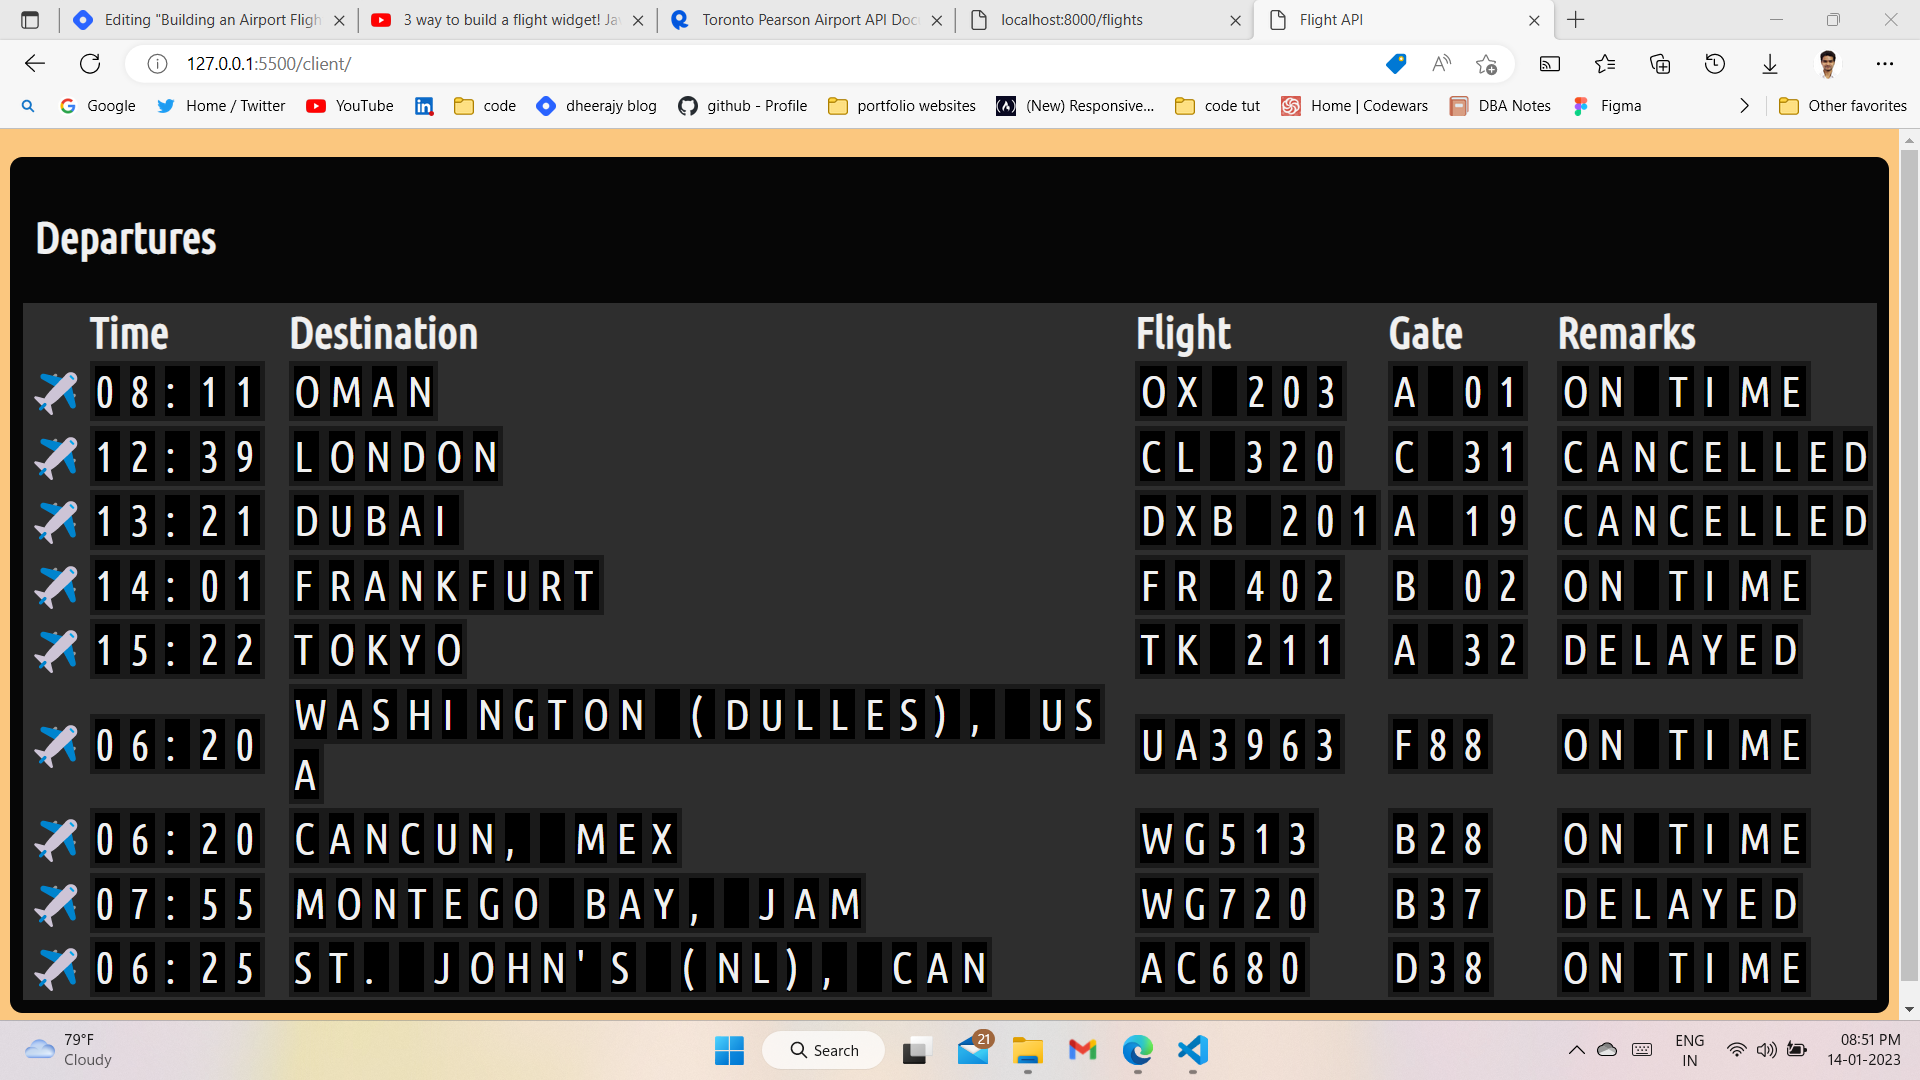 Editing "Building an Airport Fligh
3 way to build a flight widget! Jav
Toronto Pearson Airport API Doc
localhost:8000/flights
Flight API
127.0.0.1:5500/client/
Google
Home / Twitter
YouTube
code
dheerajy blog
github - Profile
portfolio websites
(New) Responsive...
code tut
Home | Codewars
DBA Notes
Figma
Other favorites
Departures
Time Destination Flight Gate Remarks
08:11 OMAN OX 203 A 01 ON TIME
12:39 LONDON CL 320 C 31 CANCELLED
13:21 DUBAI DXB 201 A 19 CANCELLED
14:01 FRANKFURT FR 402 B 02 ON TIME
15:22 TOKYO TK 211 A 32 DELAYED
06:20 WASHINGTON (DULLES), US
A UA3963 F88 ON TIME
06:20 CANCUN, MEX WG513 B28 ON TIME
07:55 MONTEGO BAY, JAM WG720 B37 DELAYED
06:25 ST. JOHN'S (NL), CAN AC680 D38 ON TIME
79°F
Cloudy
Search
21
ENG
IN
08:51 PM
14-01-2023